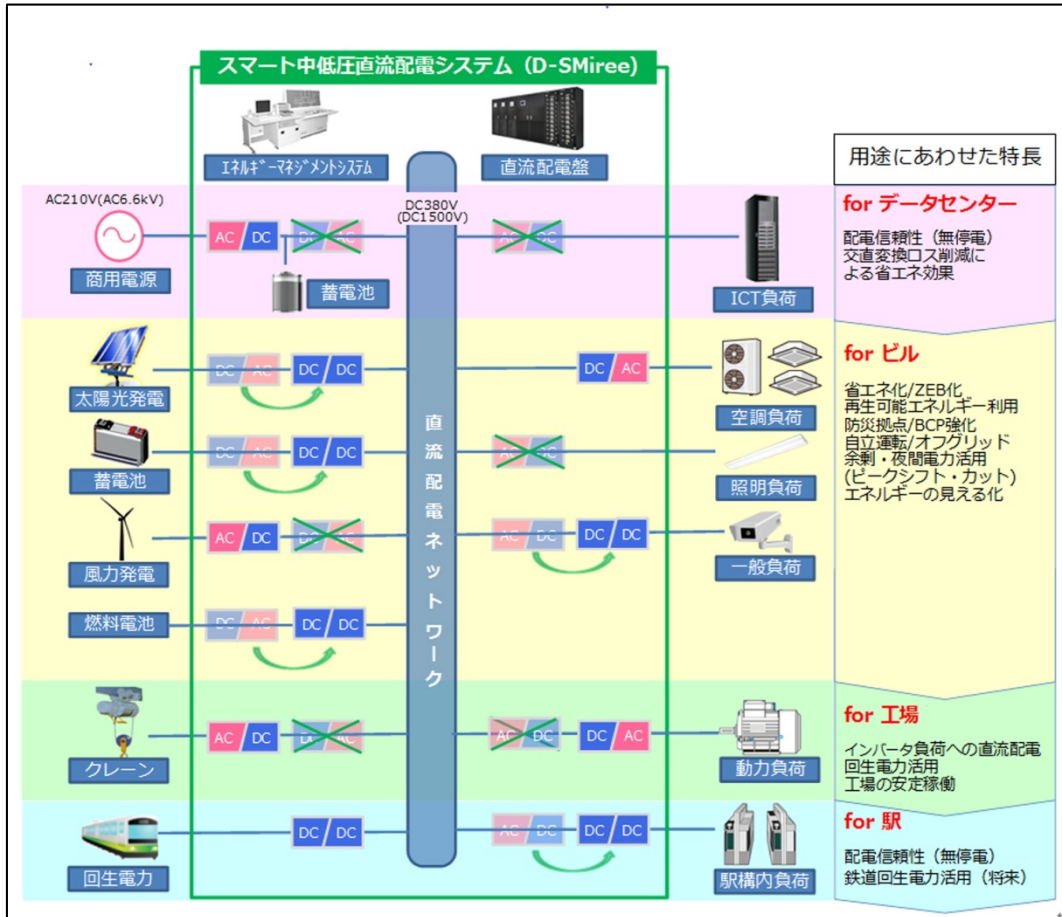 スマート中低圧直流配電システム（D-SMiree)
エネルギーマネジメントシステム
直流配電盤
用途にあわせた特長
AC210V(AC6.6kV)
DC380V
(DC1500V)
AC/DC
DC/AC
AC/DC
商用電源
蓄電池
ICT負荷
for データセンター
配電信頼性（無停電）
交直変換ロス削減に
よる省エネ効果
直流配電ネットワーク
DC/AC
DC/DC
DC/AC
太陽光発電
空調負荷
DC/AC
DC/DC
AC/DC
蓄電池
照明負荷
AC/DC
DC/AC
AC/DC
DC/DC
風力発電
一般負荷
燃料電池
DC/AC
DC/DC
for ビル
省エネ化/ZEB化
再生可能エネルギー利用
防災拠点/BCP強化
自立運転/オフグリッド
余剰・夜間電力活用
(ピークシフト・カット)
エネルギーの見える化
AC/DC
DC/AC
AC/DC
DC/AC
クレーン
動力負荷
for 工場
インバータ負荷への直流配電
回生電力活用
工場の安定稼働
DC/DC
AC/DC
DC/DC
回生電力
駅構内負荷
for 駅
配電信頼性（無停電）
鉄道回生電力活用（将来）